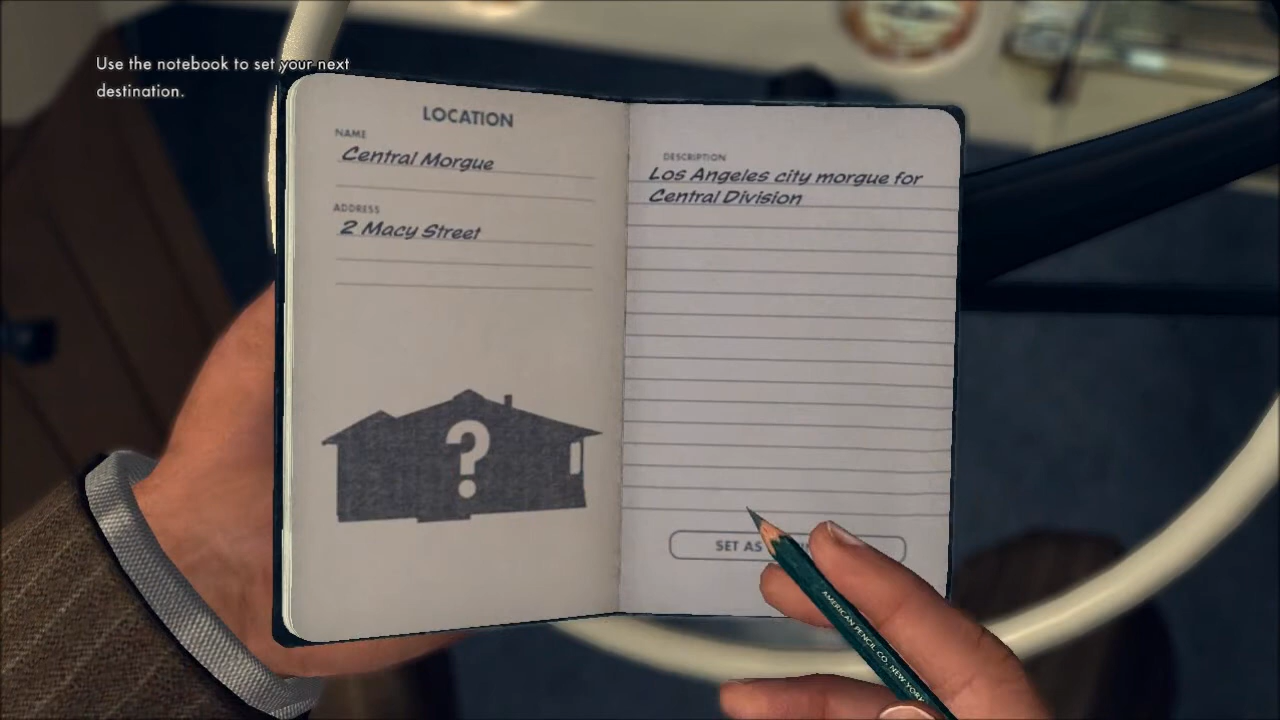 Use the notebook to set your next
destination.
LOCATION
NAME
Central Morgue
ADDRESS
2 Macy Street
?
DESCRIPTION
Los Angeles city morgue for
Central Division
SET AS
AMERICAN PENCIL CO. NEW YORK